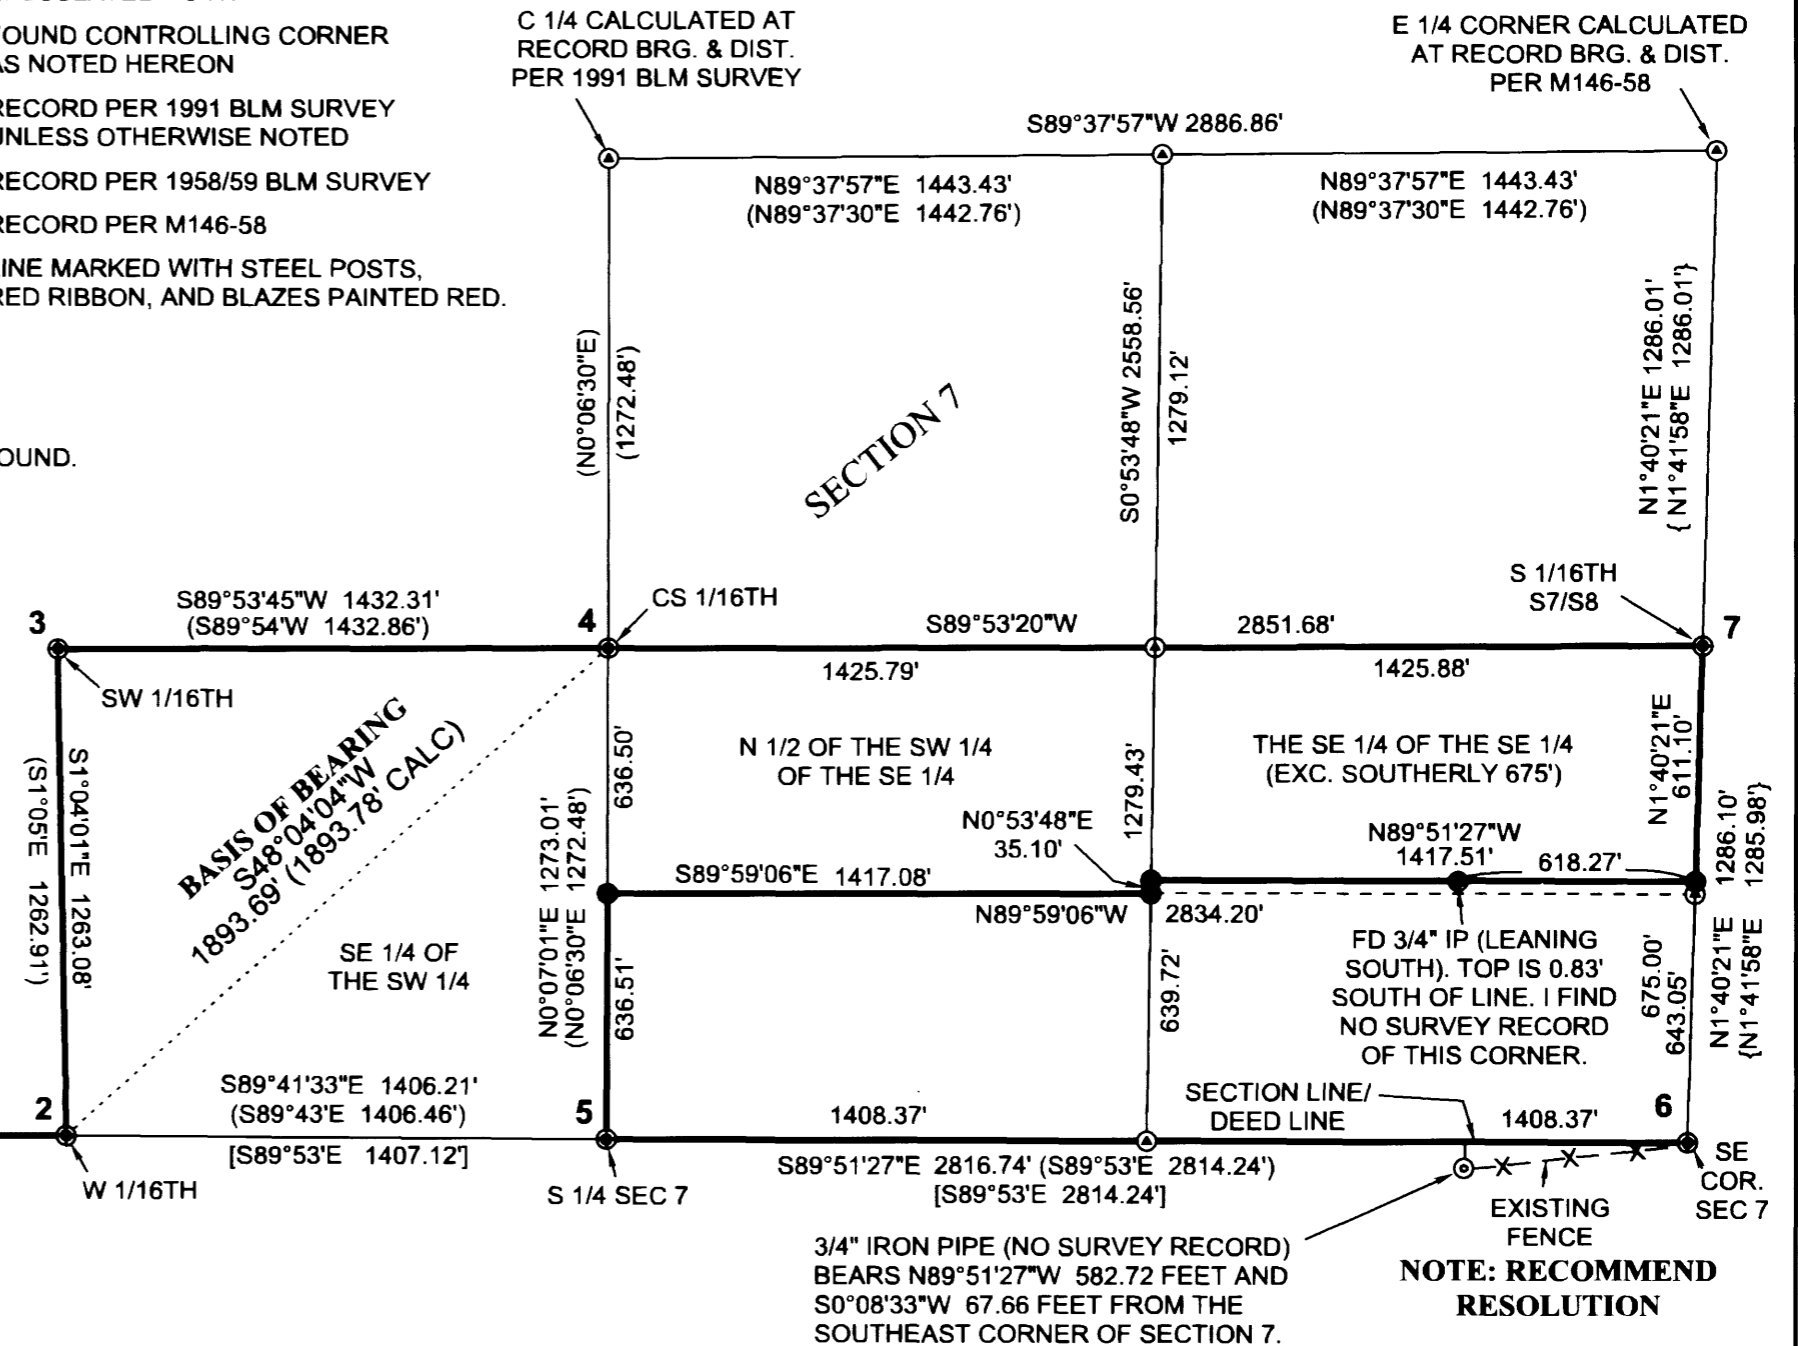 OUND CONTROLLING CORNER
AS NOTED HEREON
RECORD PER 1991 BLM SURVEY
UNLESS OTHERWISE NOTED
RECORD PER 1958/59 BLM SURVEY
RECORD PER M146-58
LINE MARKED WITH STEEL POSTS,
RED RIBBON, AND BLAZES PAINTED RED.
OUND.
C 1/4 CALCULATED AT
RECORD BRG. & DIST.
PER 1991 BLM SURVEY
E 1/4 CORNER CALCULATED
AT RECORD BRG. & DIST.
PER M146-58
S89°37'57"W 2886.86'
N89°37'57"E 1443.43'
(N89°37'30"E 1442.76')
N89°37'57"E 1443.43'
(N89°37'30"E 1442.76')
(N0°06'30"E)
(1272.48')
SECTION 7
S0°53'48"W 2558.56'
1279.12'
N1°40'21"E 1286.01'
{N1°41'58"E 1286.01'}
S 1/16TH
S7/S8
7
3
S89°53'45"W 1432.31'
(S89°54'W 1432.86')
4
CS 1/16TH
S89°53'20"W 2851.68'
1425.79'
1425.88'
SW 1/16TH
(S1°05'E 1262.91')
S1°04'01"E 1263.08'
BASIS OF BEARING
S48°04'04"W
1893.69' (1893.78' CALC)
SE 1/4 OF
THE SW 1/4
636.50'
N0°07'01"E 1273.01'
(N0°06'30"E 1272.48')
636.51'
N 1/2 OF THE SW 1/4
OF THE SE 1/4
1279.43'
THE SE 1/4 OF THE SE 1/4
(EXC. SOUTHERLY 675')
N1°40'21"E
611.10'
N0°53'48"E
35.10'
N89°51'27"W
1417.51'
618.27'
S89°59'06"E 1417.08'
N89°59'06"W 2834.20'
N1°40'21"E 1286.10'
{N1°41'58"E 1285.98'}
FD 3/4" IP (LEANING
SOUTH). TOP IS 0.83'
SOUTH OF LINE. I FIND
NO SURVEY RECORD
OF THIS CORNER.
639.72'
675.00'
643.05'
2
S89°41'33"E 1406.21'
(S89°43'E 1406.46')
[S89°53'E 1407.12']
W 1/16TH
5
S 1/4 SEC 7
1408.37'
SECTION LINE/
DEED LINE
1408.37'
6
S89°51'27"E 2816.74' (S89°53'E 2814.24')
[S89°53'E 2814.24']
SE
COR.
SEC 7
EXISTING
FENCE
3/4" IRON PIPE (NO SURVEY RECORD)
BEARS N89°51'27"W 582.72 FEET AND
S0°08'33"W 67.66 FEET FROM THE
SOUTHEAST CORNER OF SECTION 7.
NOTE: RECOMMEND
RESOLUTION